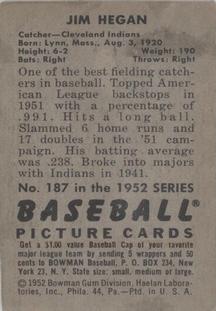 JIM HEGAN
Catcher—Cleveland Indians
Born: Lynn, Mass., Aug. 3, 1920
Height: 6-2 Weight: 190
Bats: Right Throws: Right
One of the best fielding catch-
ers in baseball. Topped Amer-
ican League backstops in
1951 with a percentage of
.991. Hits a long ball.
Slammed 6 home runs and
17 doubles in the '51 cam-
paign. His batting average
was .238. Broke into majors
with Indians in 1941.
No. 187 in the 1952 SERIES
BASEBALL®
PICTURE CARDS
Get a $1.00 value Baseball Cap of your favorite
major league team by sending 5 wrappers and 50
cents to BOWMAN Baseball, P. O. BOX 234, New
York 23, N. Y. State size: small, medium or large.
©1952 Bowman Gum Division, Haelan Labora-
tories, Inc., Phila. 44, Pa.—Prtd. in U. S. A.